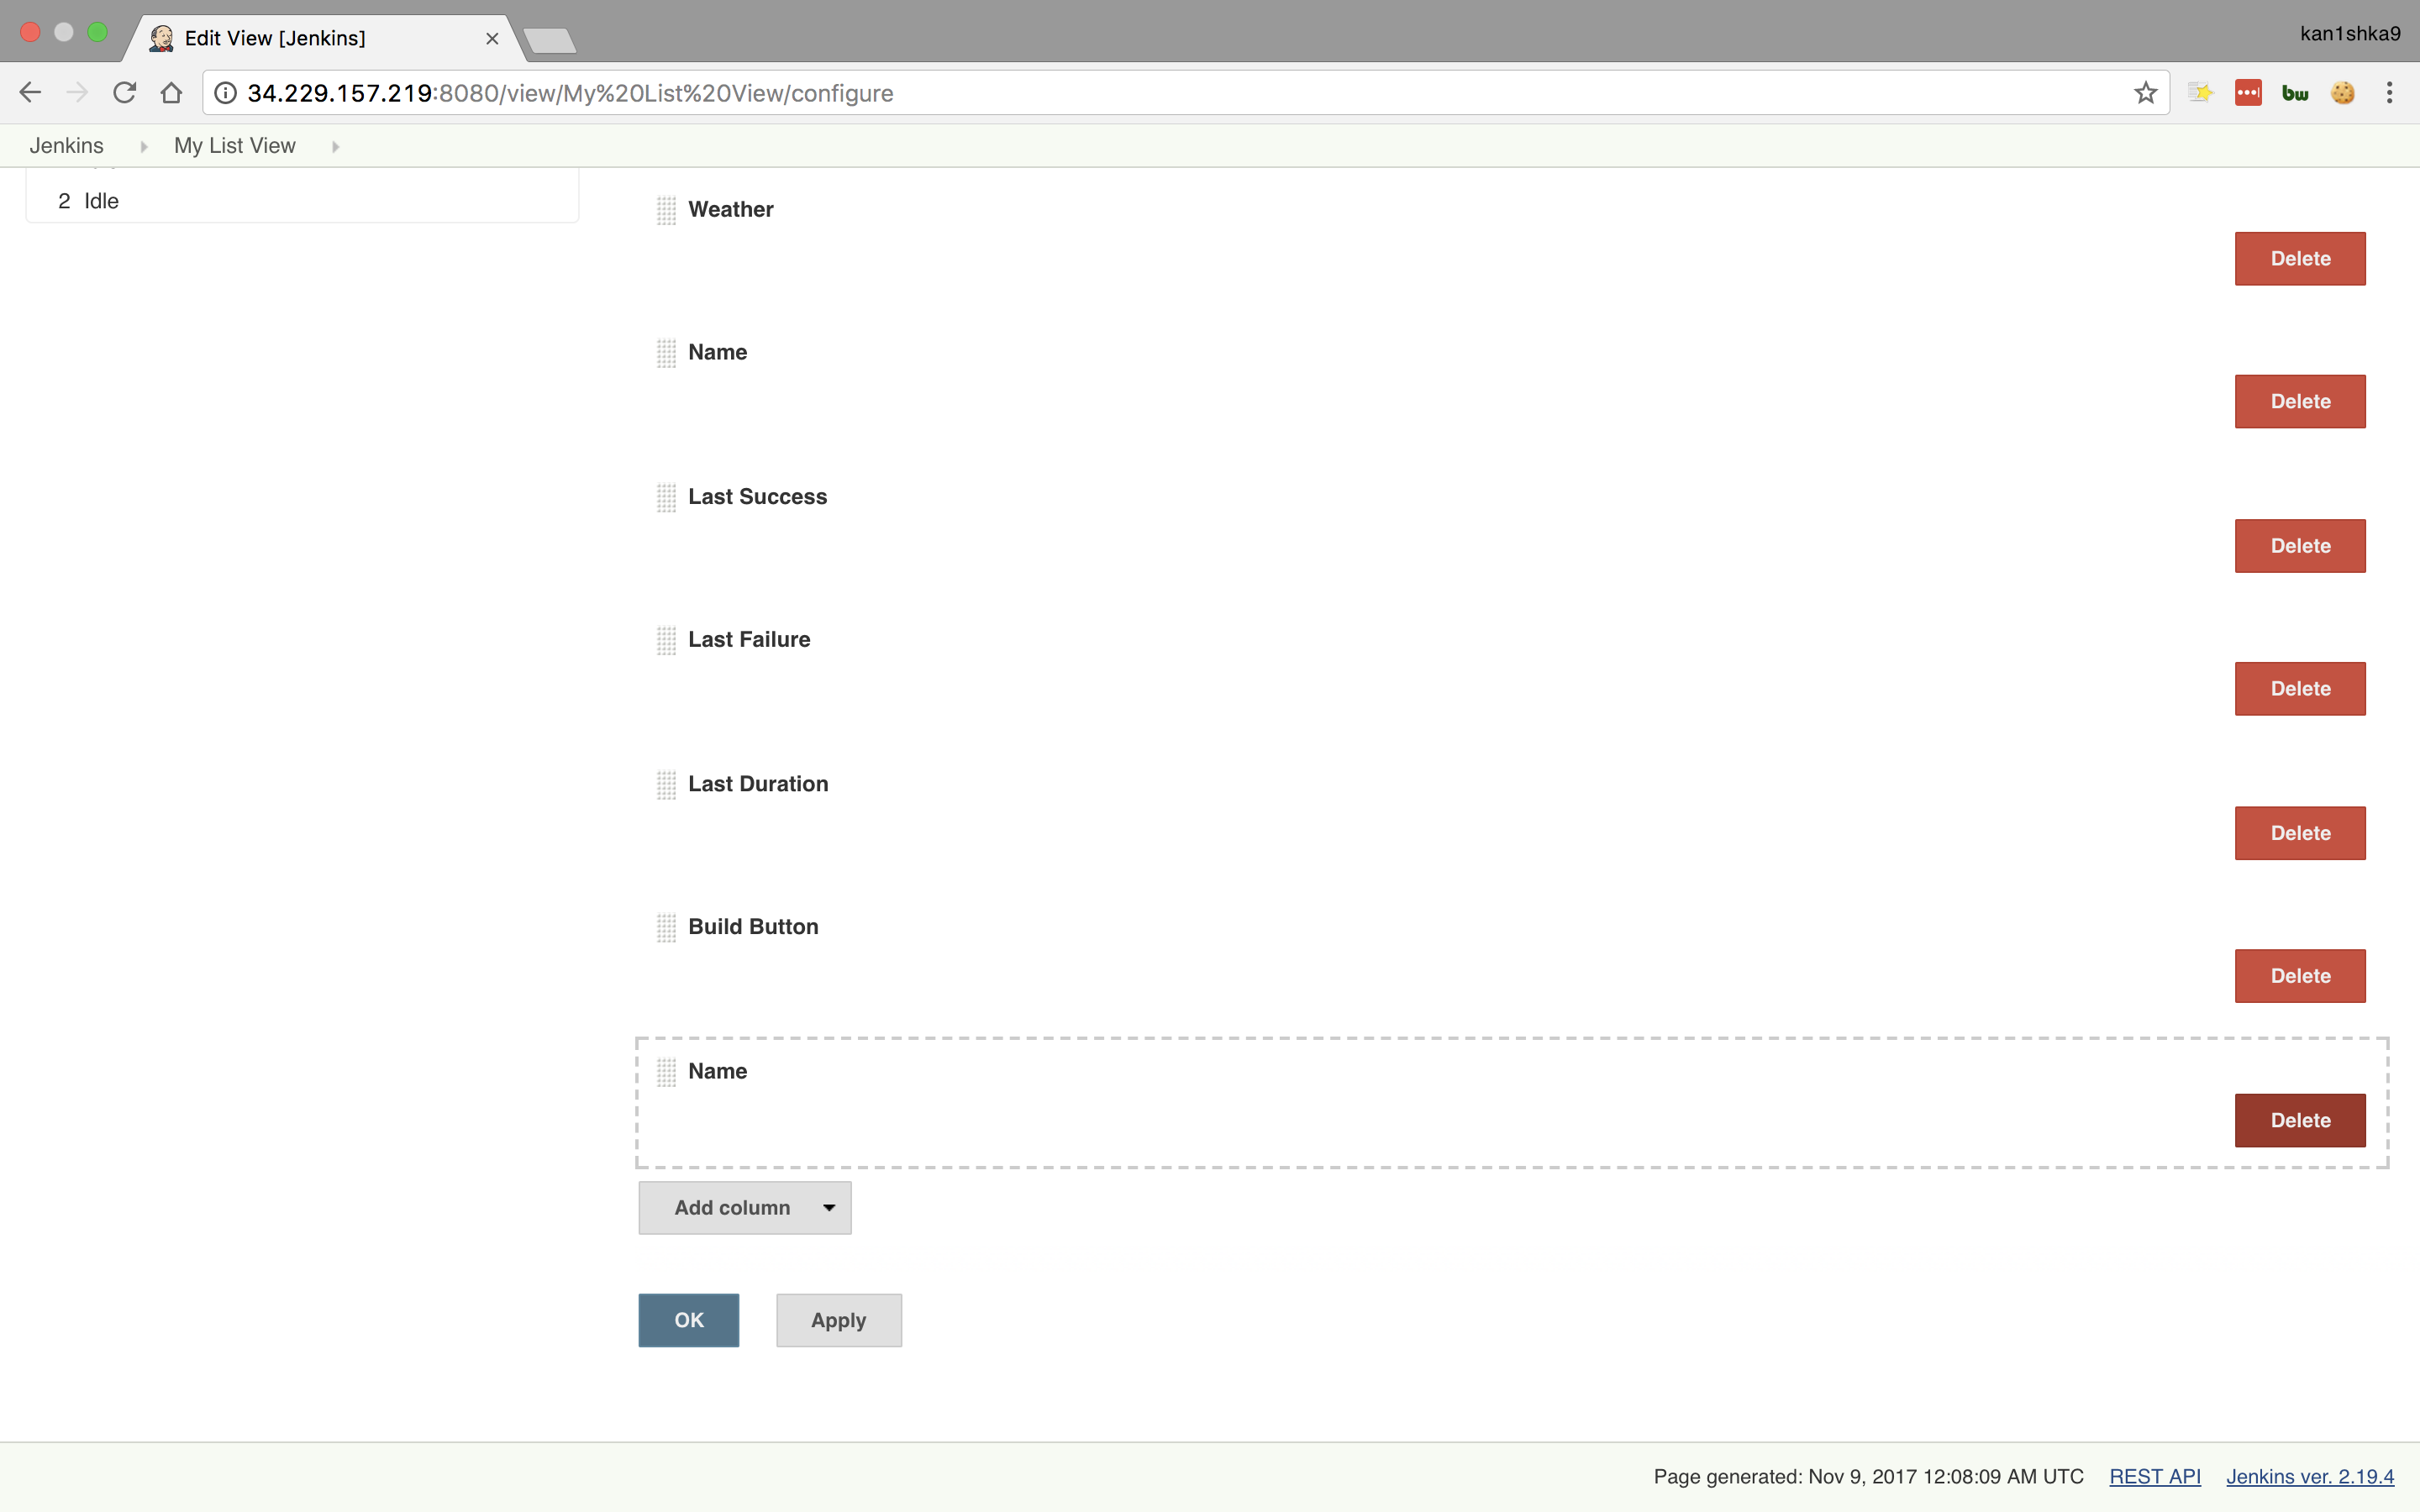 Edit View [Jenkins]
kan1shka9
34.229.157.219:8080/view/My%20List%20View/configure
bw
Jenkins
My List View
2 Idle
Weather
Delete
Name
Delete
Last Success
Delete
Last Failure
Delete
Last Duration
Delete
Build Button
Delete
Name
Delete
Add column
OK
Apply
Page generated: Nov 9, 2017 12:08:09 AM UTC REST API Jenkins ver. 2.19.4